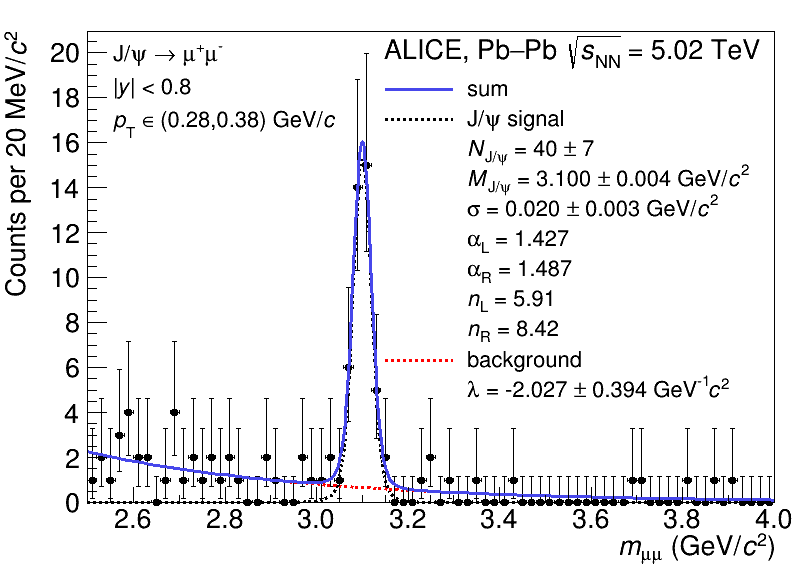 Counts per 20 MeV/c²
20
18
16
14
12
10
8
6
4
2
0
J/ψ → μ⁺μ⁻
|y| < 0.8
p_T ∈ (0.28,0.38) GeV/c
ALICE, Pb–Pb √s_NN = 5.02 TeV
sum
J/ψ signal
N_J/ψ = 40 ± 7
M_J/ψ = 3.100 ± 0.004 GeV/c²
σ = 0.020 ± 0.003 GeV/c²
α_L = 1.427
α_R = 1.487
n_L = 5.91
n_R = 8.42
background
λ = -2.027 ± 0.394 GeV⁻¹c²
2.6 2.8 3.0 3.2 3.4 3.6 3.8 4.0
m_μμ (GeV/c²)